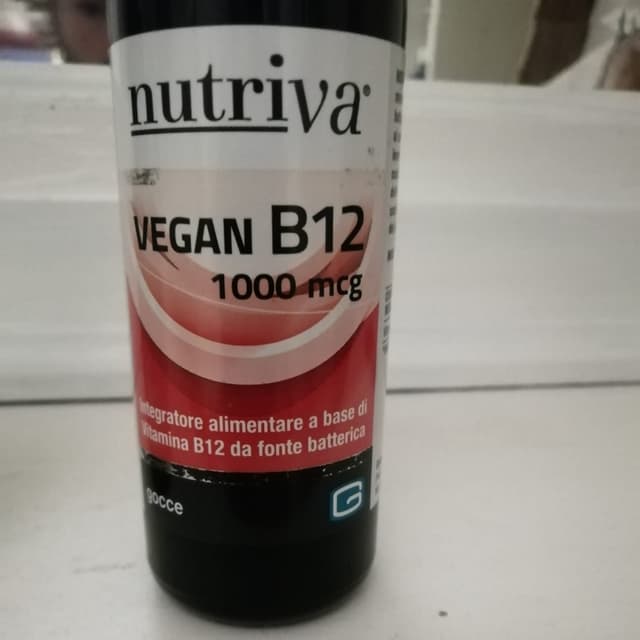 nutriva
VEGAN B12
1000 mcg
integratore alimentare a base di
vitamina B12 da fonte batterica
gocce
G